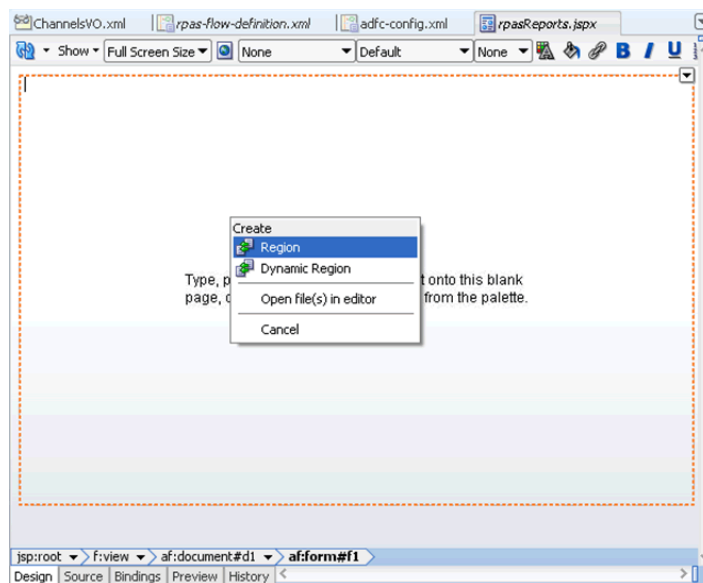 ChannelsVO.xml rpas-flow-definition.xml adfc-config.xml rpasReports.jspx
Show Full Screen Size None Default None B I U
Create
Region
Dynamic Region
Type, p t onto this blank
page, from the palette.
Open file(s) in editor
Cancel
jsp:root f:view af:document#d1 af:form#f1
Design Source Bindings Preview History